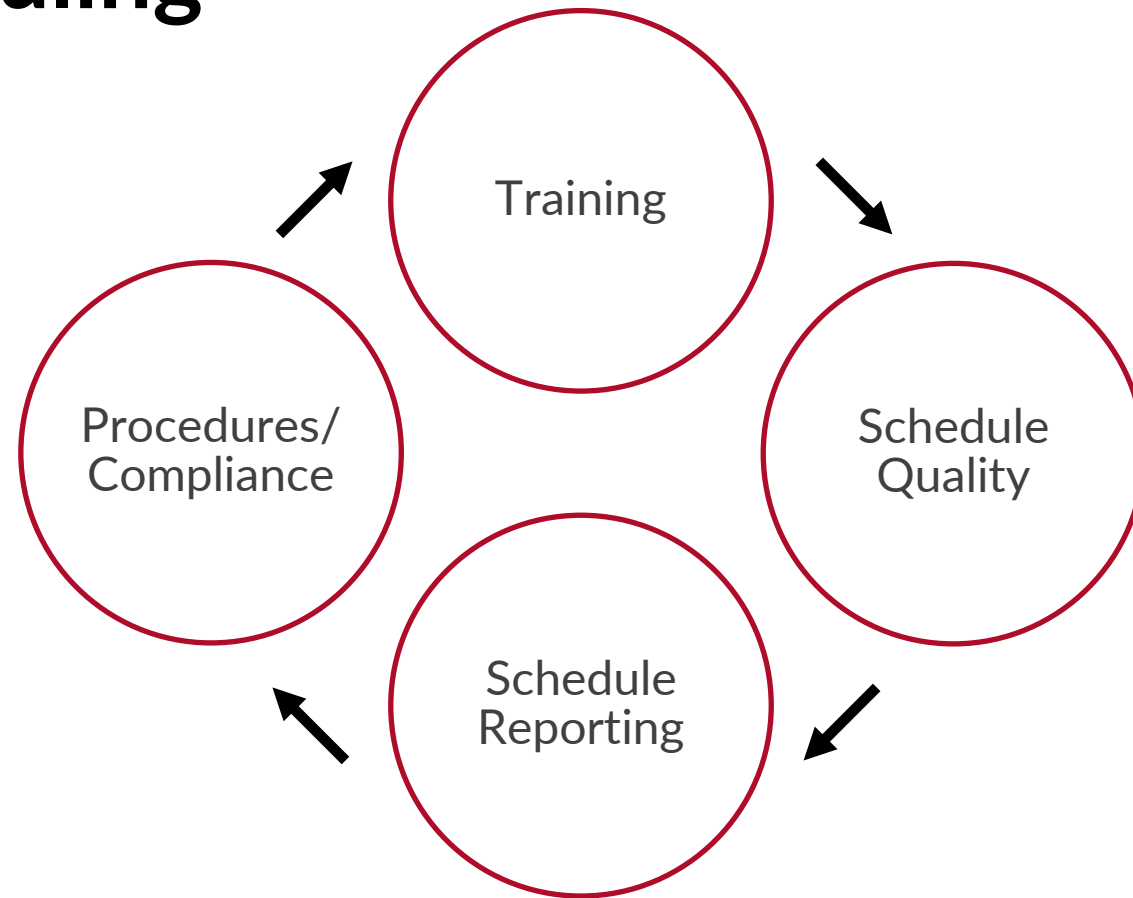 Training
Procedures/
Compliance
Schedule
Quality
Schedule
Reporting